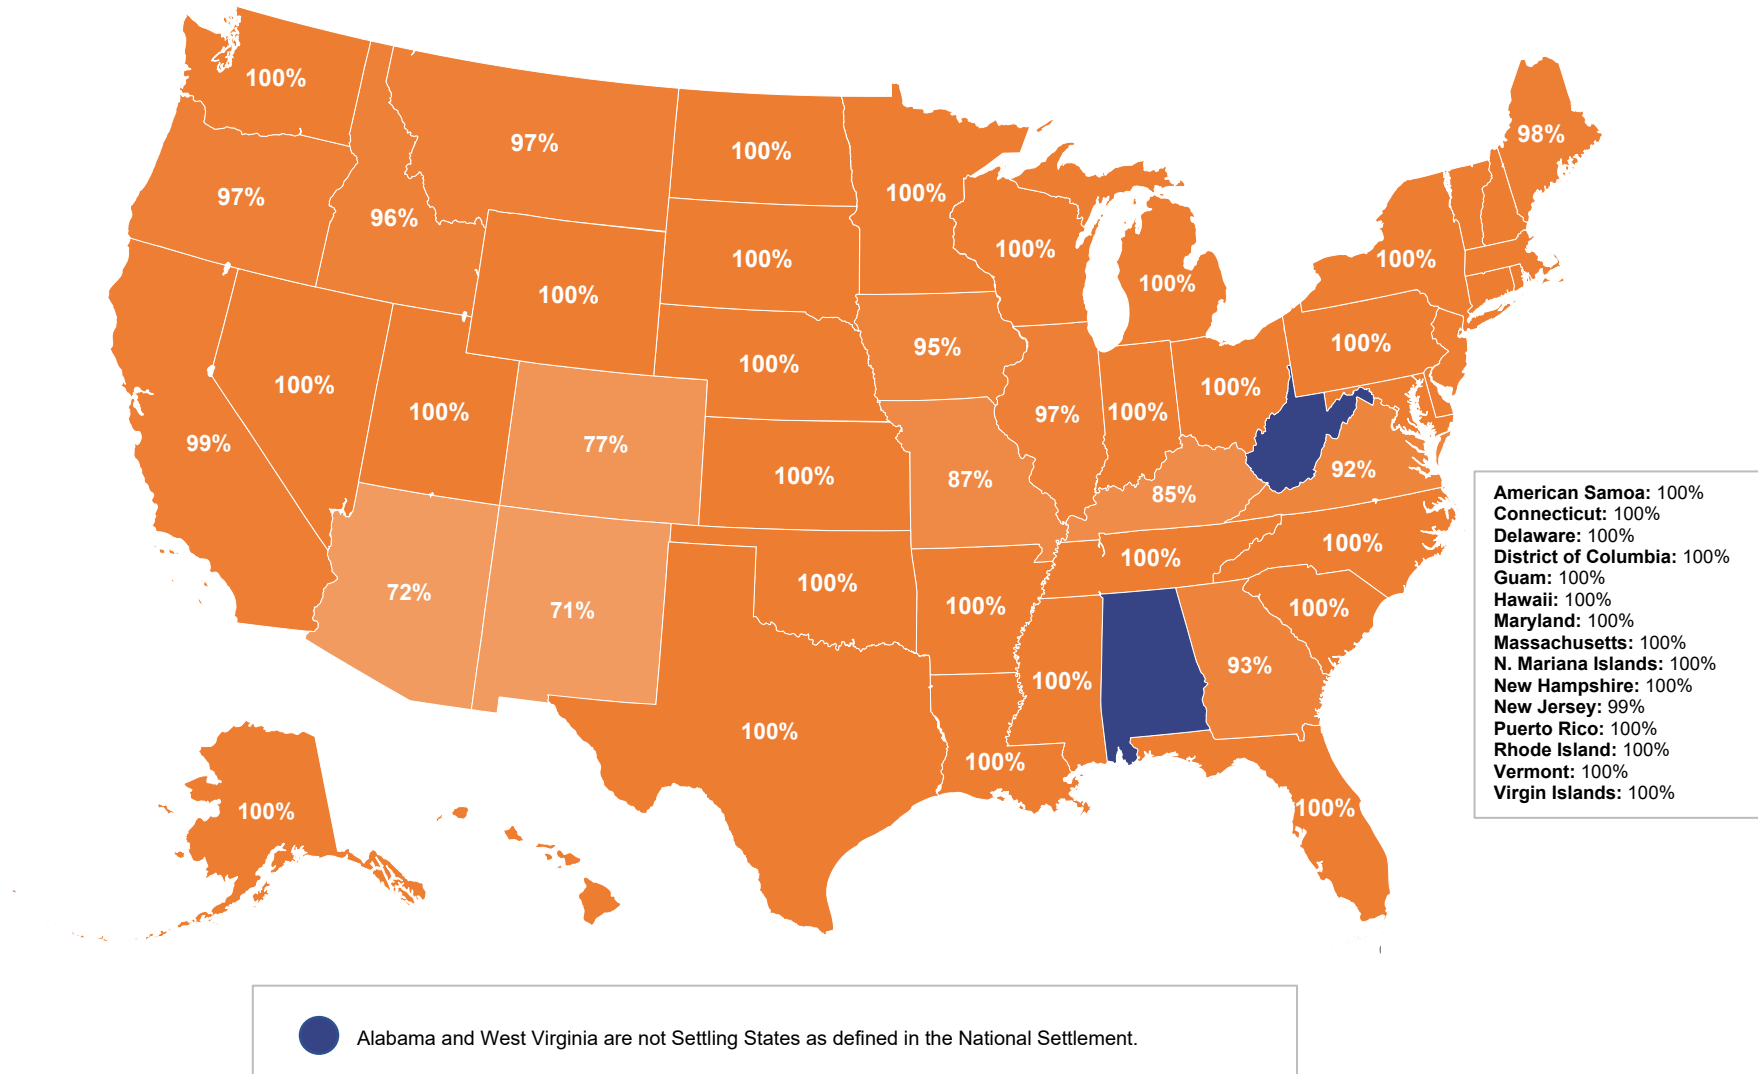 100%
97%
100%
98%
97%
96%
100%
100%
100%
100%
100%
100%
100%
95%
100%
100%
100%
100%
100%
97%
100%
99%
77%
100%
87%
85%
92%
72%
71%
100%
100%
100%
100%
100%
100%
93%
100%
100%
100%
100%
100%
American Samoa: 100%
Connecticut: 100%
Delaware: 100%
District of Columbia: 100%
Guam: 100%
Hawaii: 100%
Maryland: 100%
Massachusetts: 100%
N. Mariana Islands: 100%
New Hampshire: 100%
New Jersey: 99%
Puerto Rico: 100%
Rhode Island: 100%
Vermont: 100%
Virgin Islands: 100%
Alabama and West Virginia are not Settling States as defined in the National Settlement.